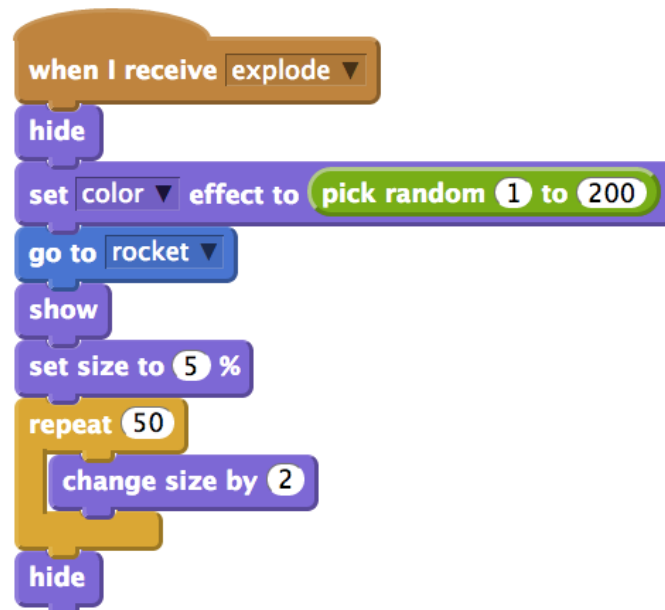 when I receive explode
hide
set color effect to pick random 1 to 200
go to rocket
show
set size to 5 %
repeat 50
change size by 2
hide